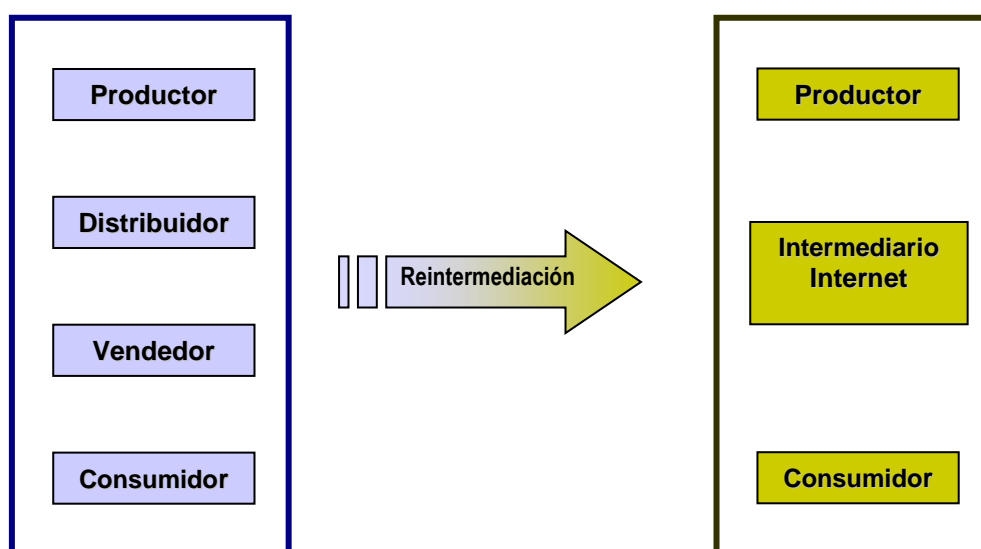 Productor
Distribuidor
Vendedor
Consumidor
Reintermediación
Productor
Intermediario
Internet
Consumidor